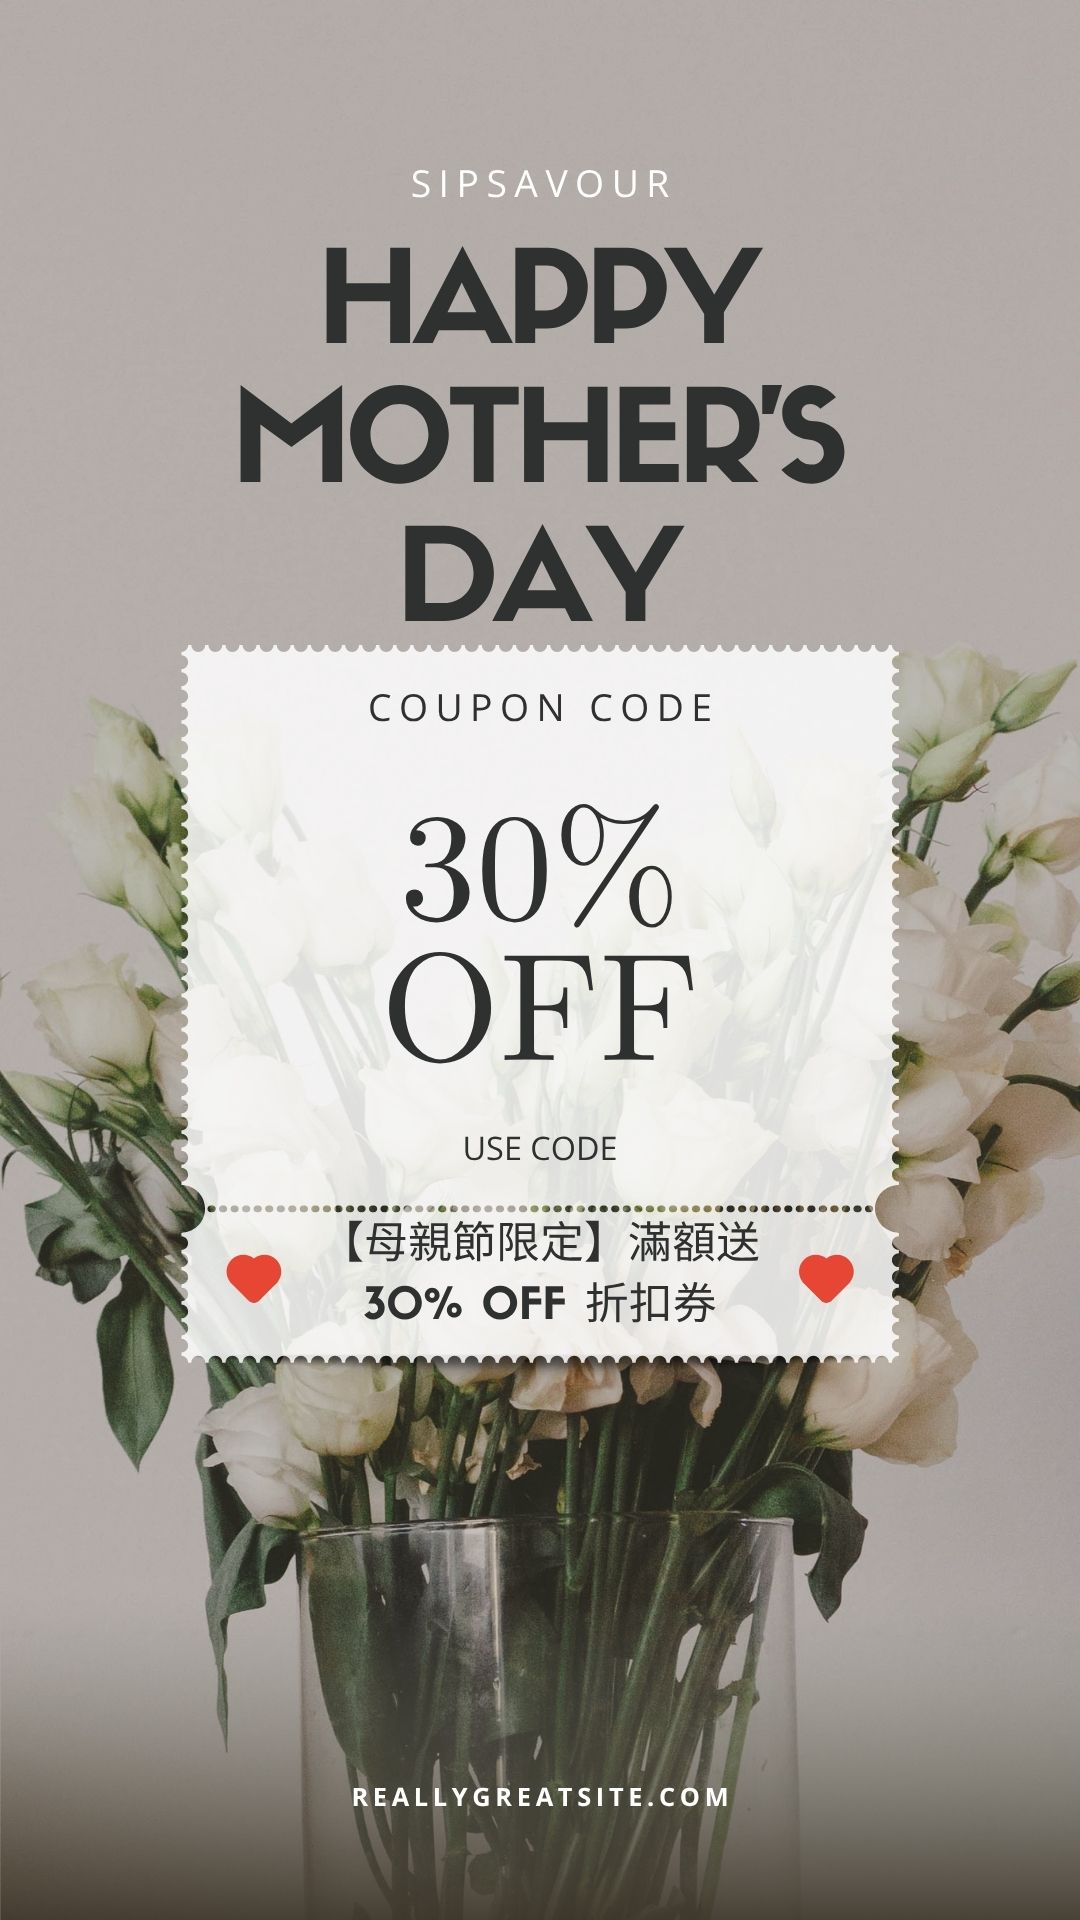 SIPSAVOUR
HAPPY
MOTHER'S
DAY
COUPON CODE
30%
OFF
USE CODE
【母親節限定】滿額送
30% OFF 折扣券
REALLYGREATSITE.COM